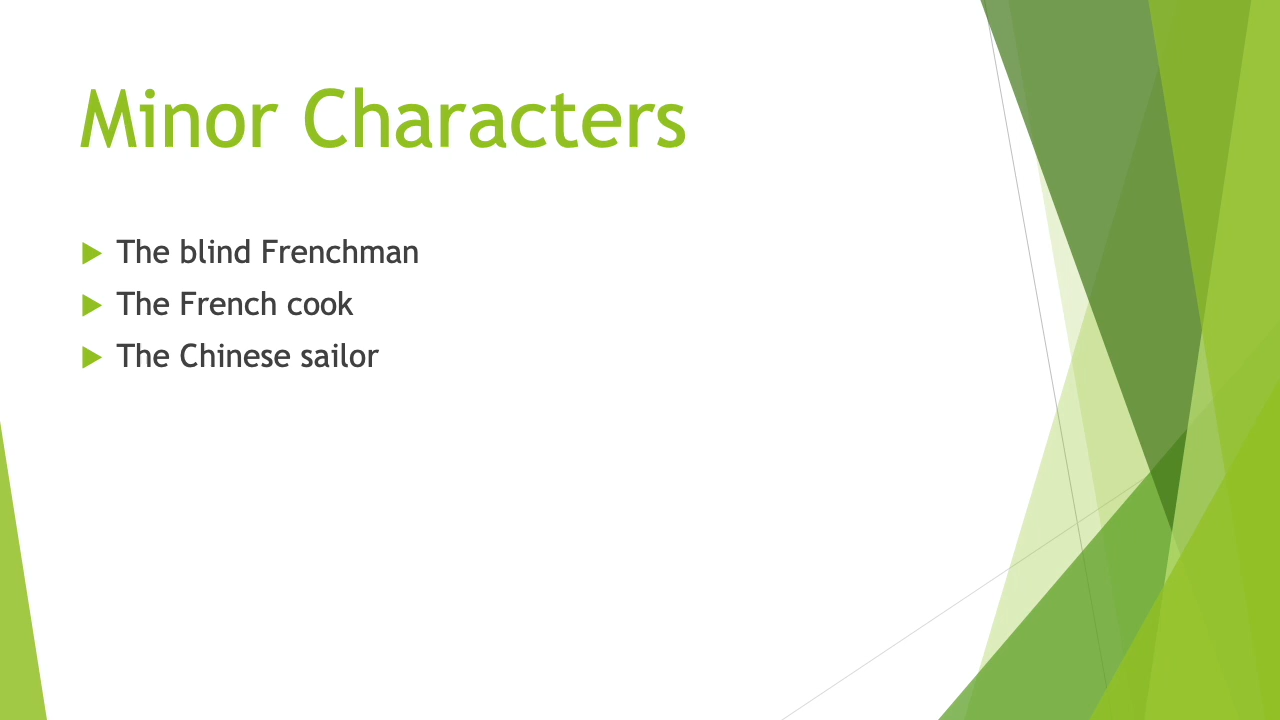 Minor Characters
The blind Frenchman
The French cook
The Chinese sailor